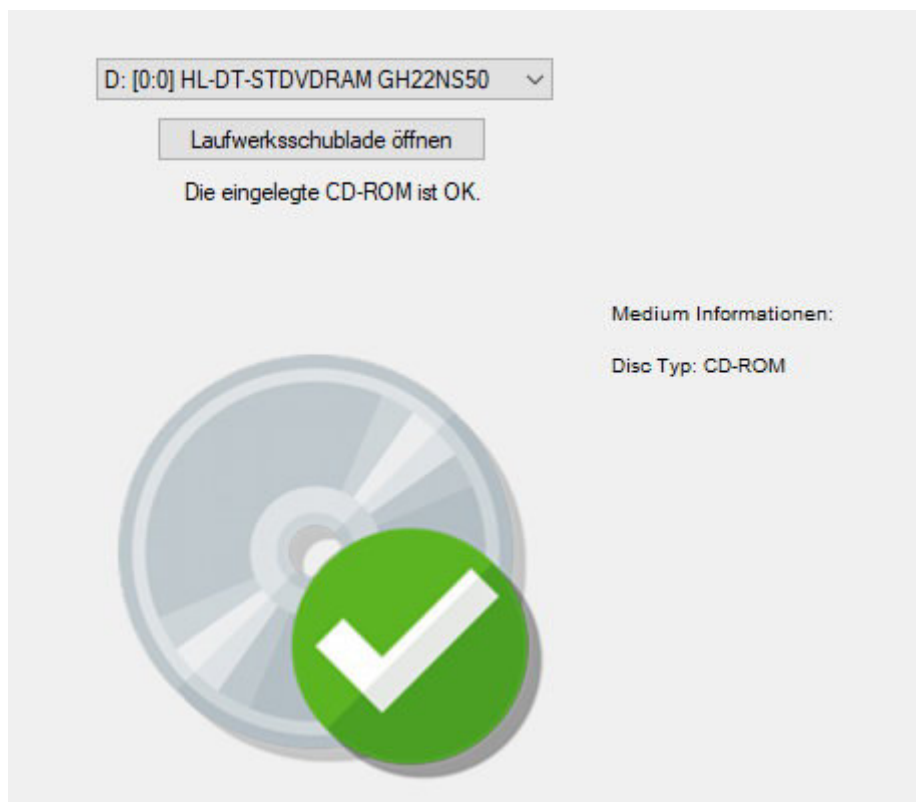 D: [0:0] HL-DT-STDVDRAM GH22NS50
Laufwerksschublade öffnen
Die eingelegte CD-ROM ist OK.
Medium Informationen:
Disc Typ: CD-ROM